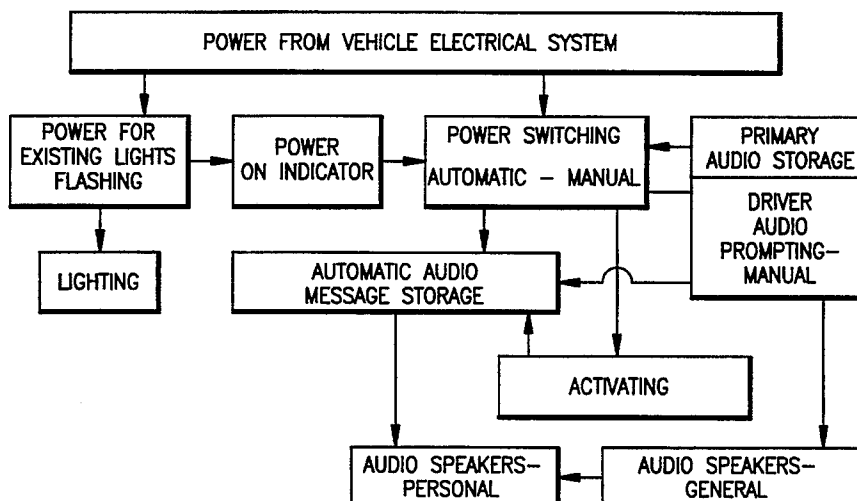 POWER FROM VEHICLE ELECTRICAL SYSTEM
POWER FOR
EXISTING LIGHTS
FLASHING
POWER
ON INDICATOR
POWER SWITCHING
AUTOMATIC – MANUAL
PRIMARY
AUDIO STORAGE
DRIVER
AUDIO
PROMPTING–
MANUAL
LIGHTING
AUTOMATIC AUDIO
MESSAGE STORAGE
ACTIVATING
AUDIO SPEAKERS–
PERSONAL
AUDIO SPEAKERS–
GENERAL